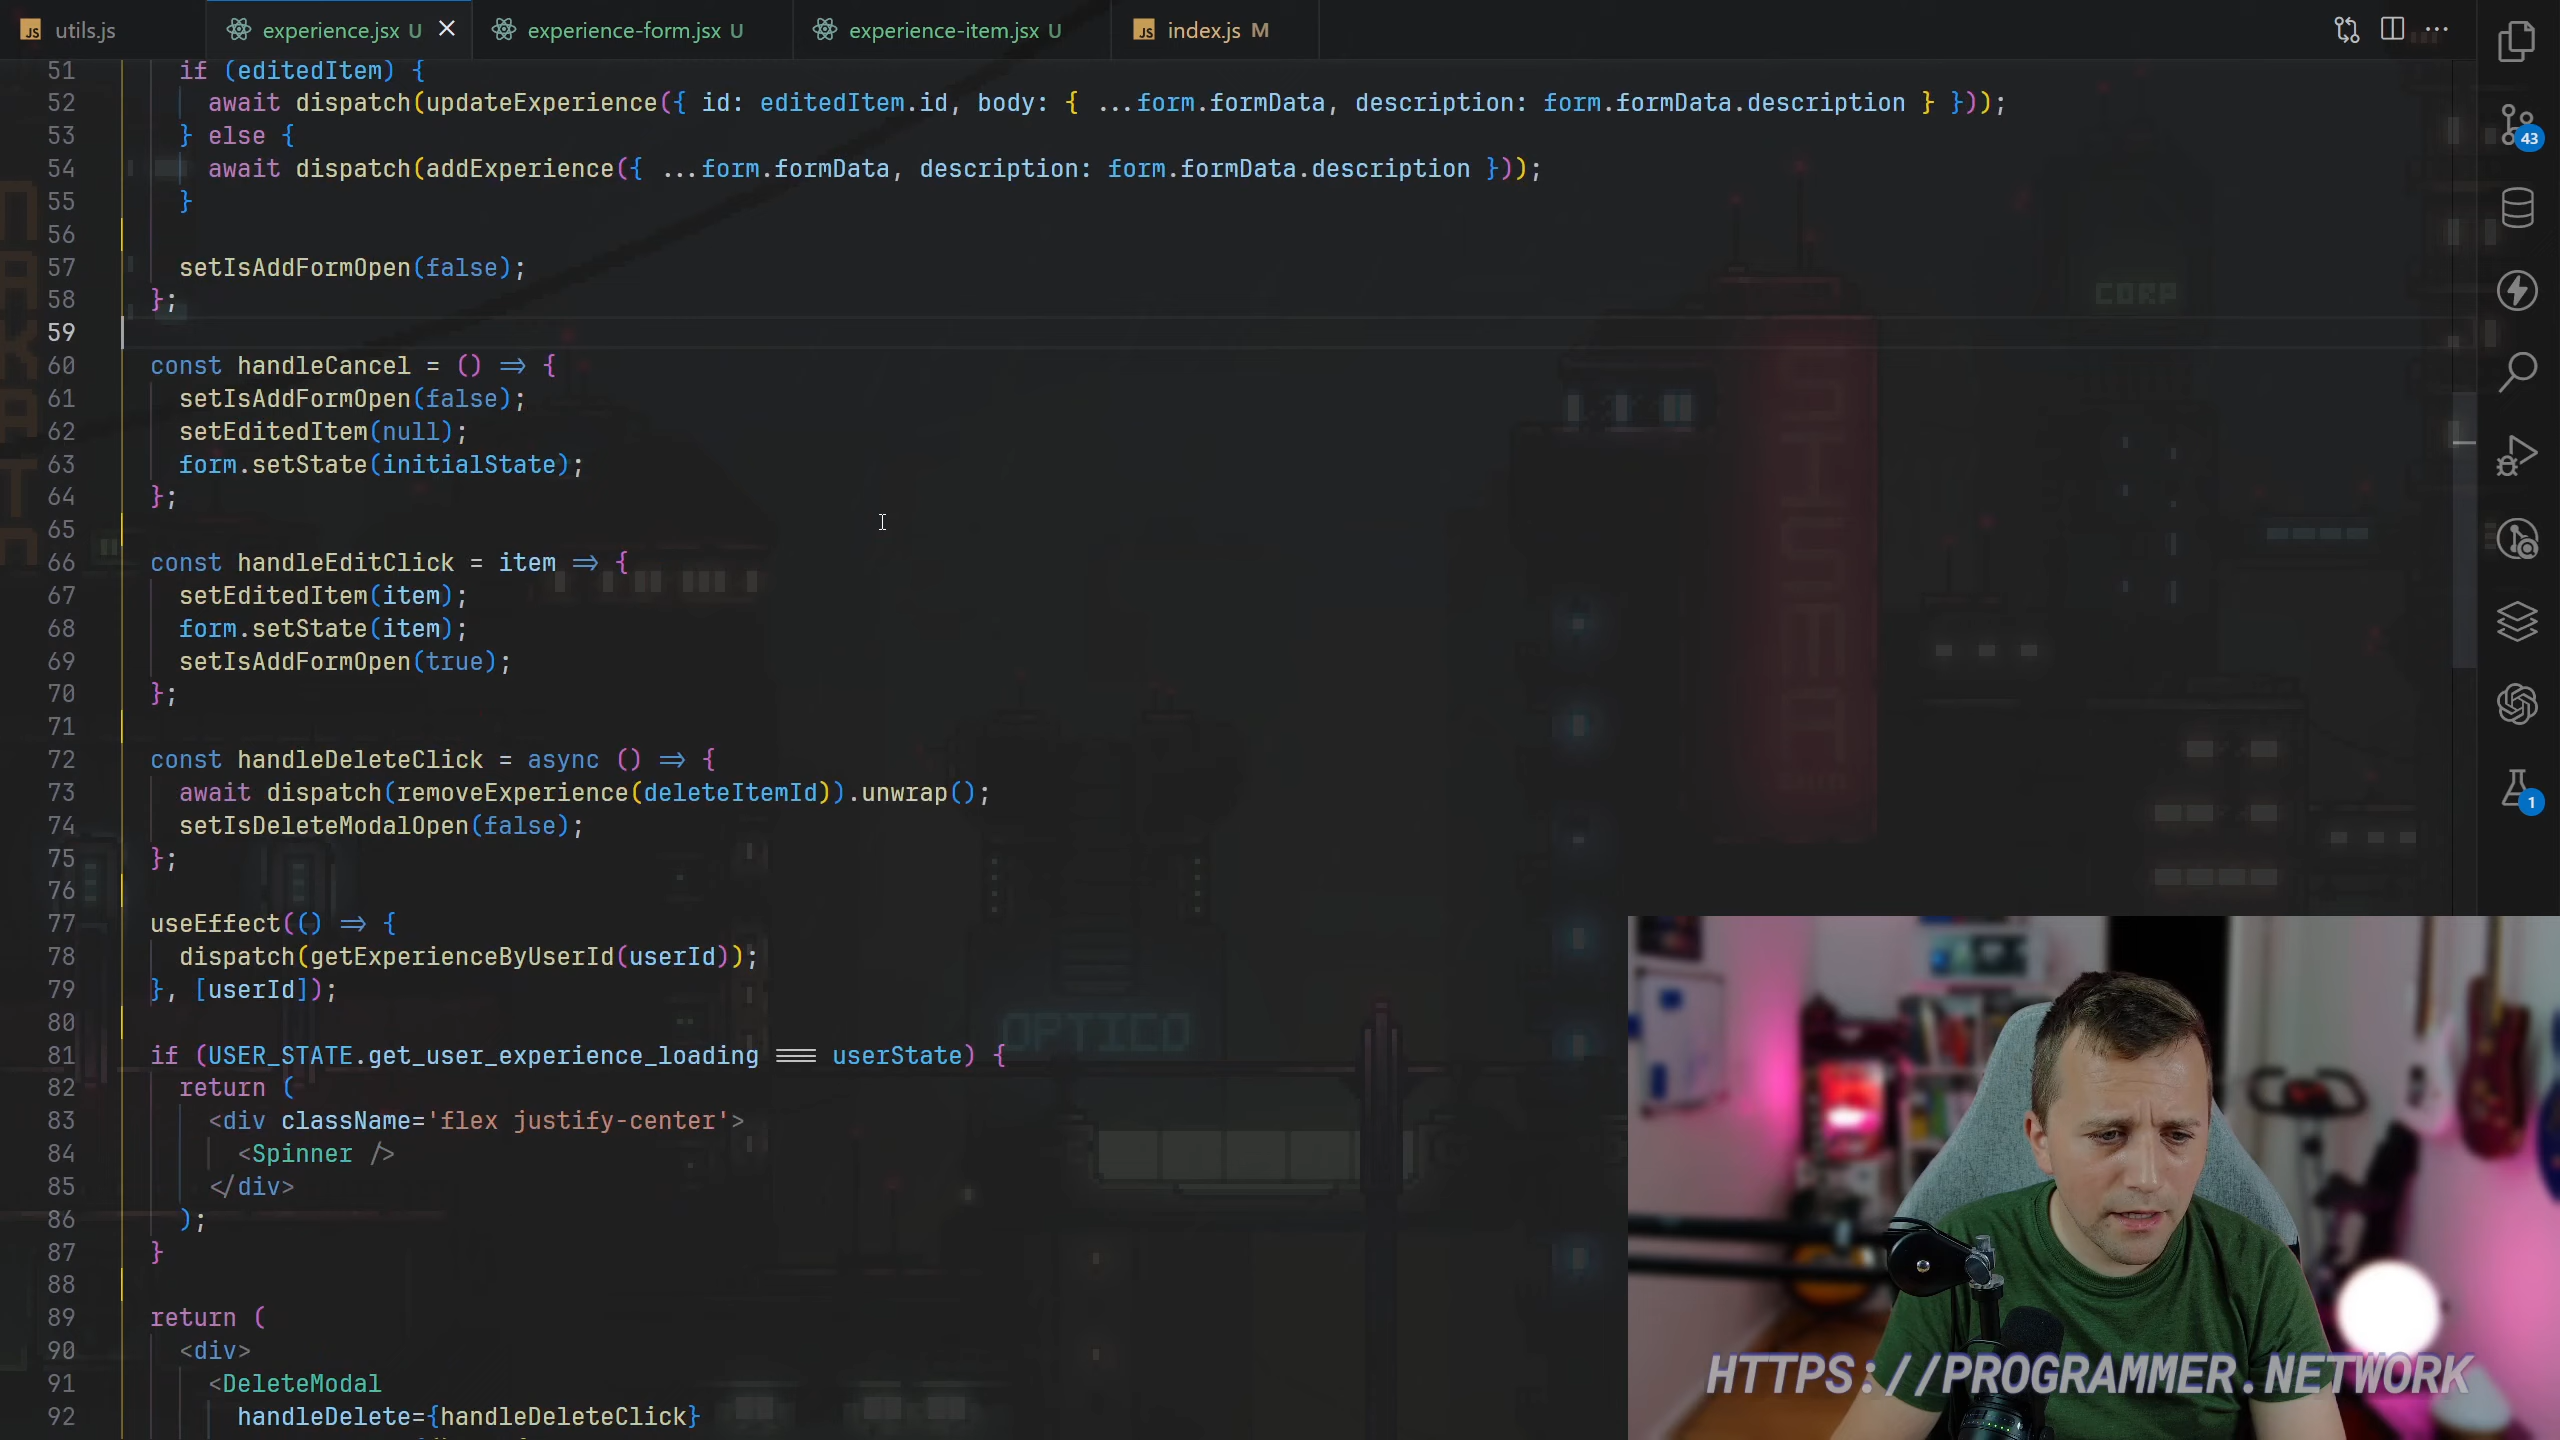 utils.js
experience.jsx U
experience-form.jsx U
experience-item.jsx U
index.js M
51 if (editedItem) {
52 await dispatch(updateExperience({ id: editedItem.id, body: { ...form.formData, description: form.formData.description } }));
53 } else {
54 await dispatch(addExperience({ ...form.formData, description: form.formData.description }));
55 }
56
57 setIsAddFormOpen(false);
58 };
59
60 const handleCancel = () => {
61 setIsAddFormOpen(false);
62 setEditedItem(null);
63 form.setState(initialState);
64 };
65
66 const handleEditClick = item => {
67 setEditedItem(item);
68 form.setState(item);
69 setIsAddFormOpen(true);
70 };
71
72 const handleDeleteClick = async () => {
73 await dispatch(removeExperience(deleteItemId)).unwrap();
74 setIsDeleteModalOpen(false);
75 };
76
77 useEffect(() => {
78 dispatch(getExperienceByUserId(userId));
79 }, [userId]);
80
81 if (USER_STATE.get_user_experience_loading === userState) {
82 return (
83 <div className='flex justify-center'>
84 <Spinner />
85 </div>
86 );
87 }
88
89 return (
90 <div>
91 <DeleteModal
92 handleDelete={handleDeleteClick}
43
1
CORP
OPTICO
HTTPS://PROGRAMMER.NETWORK